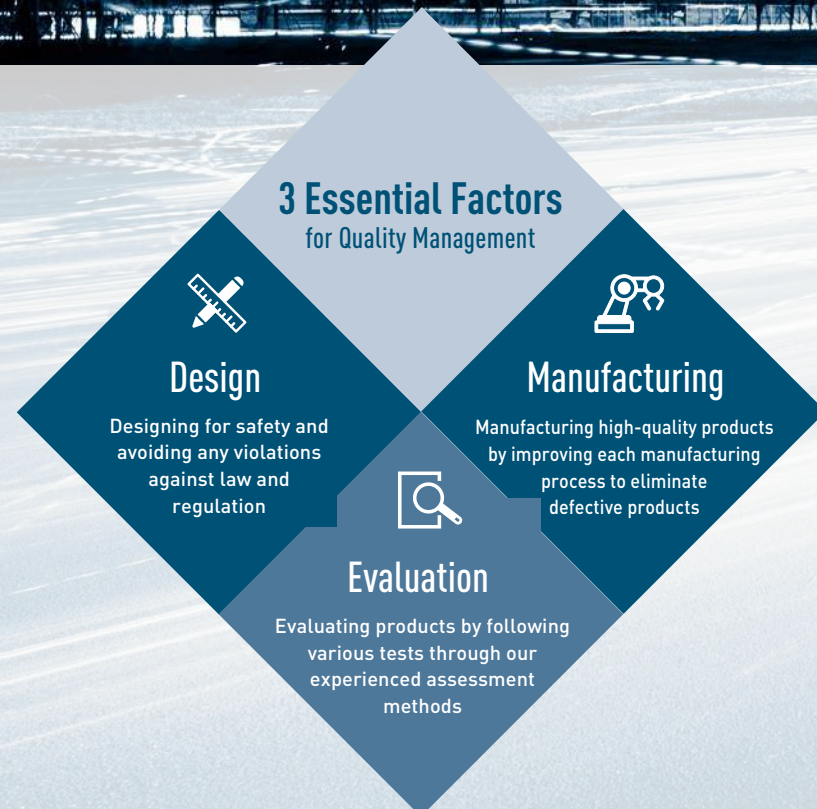 3 Essential Factors
for Quality Management
Design
Designing for safety and
avoiding any violations
against law and
regulation
Manufacturing
Manufacturing high-quality products
by improving each manufacturing
process to eliminate
defective products
Evaluation
Evaluating products by following
various tests through our
experienced assessment
methods